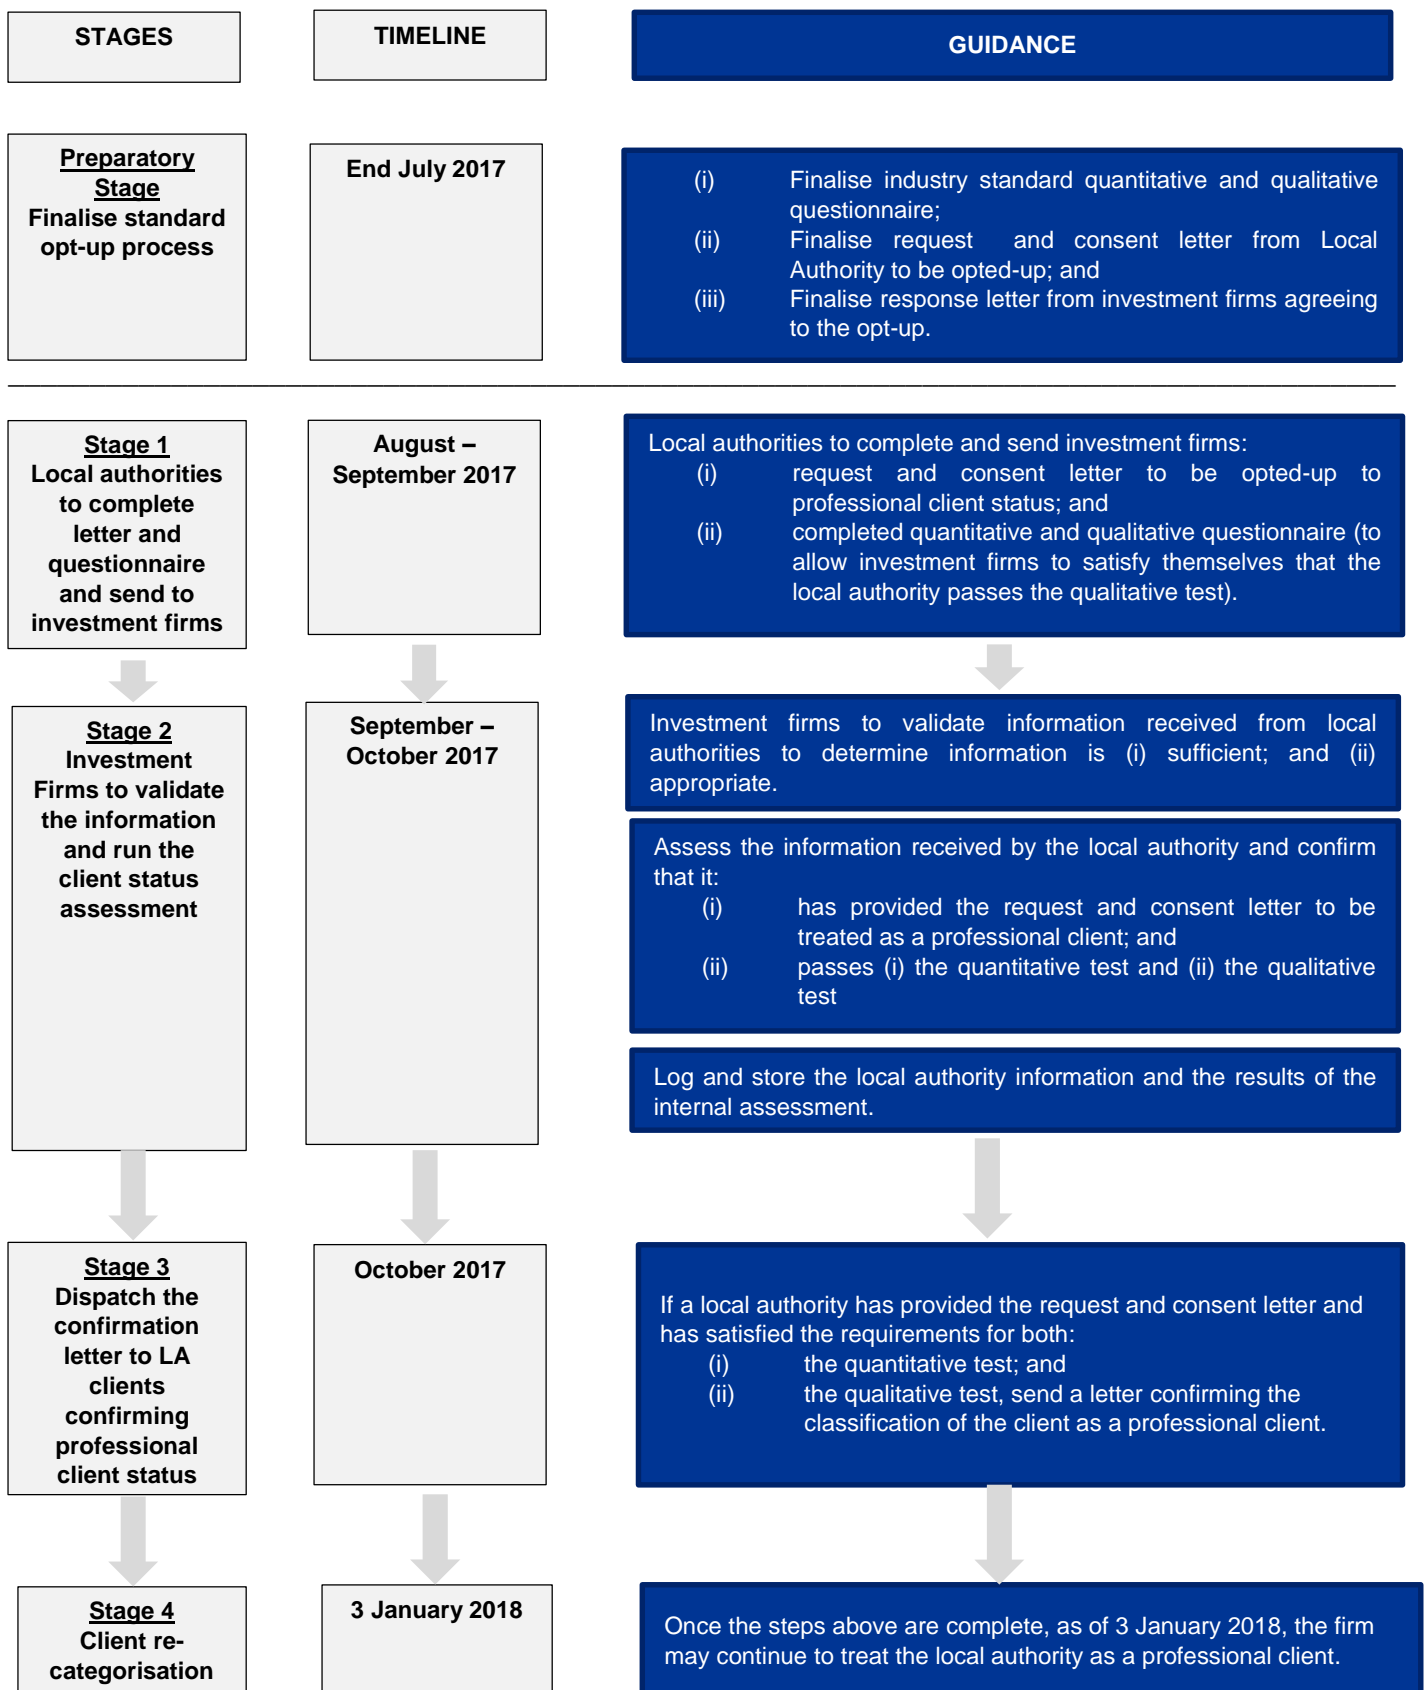 STAGES
TIMELINE
GUIDANCE
Preparatory
Stage
Finalise standard
opt-up process
End July 2017
(i) Finalise industry standard quantitative and qualitative
questionnaire;
(ii) Finalise request and consent letter from Local
Authority to be opted-up; and
(iii) Finalise response letter from investment firms agreeing
to the opt-up.
Stage 1
Local authorities
to complete
letter and
questionnaire
and send to
investment firms
August –
September 2017
Local authorities to complete and send investment firms:
(i) request and consent letter to be opted-up to
professional client status; and
(ii) completed quantitative and qualitative questionnaire (to
allow investment firms to satisfy themselves that the
local authority passes the qualitative test).
Stage 2
Investment
Firms to validate
the information
and run the
client status
assessment
September –
October 2017
Investment firms to validate information received from local
authorities to determine information is (i) sufficient; and (ii)
appropriate.
Assess the information received by the local authority and confirm
that it:
(i) has provided the request and consent letter to be
treated as a professional client; and
(ii) passes (i) the quantitative test and (ii) the qualitative
test
Log and store the local authority information and the results of the
internal assessment.
Stage 3
Dispatch the
confirmation
letter to LA
clients
confirming
professional
client status
October 2017
If a local authority has provided the request and consent letter and
has satisfied the requirements for both:
(i) the quantitative test; and
(ii) the qualitative test, send a letter confirming the
classification of the client as a professional client.
Stage 4
Client re-
categorisation
3 January 2018
Once the steps above are complete, as of 3 January 2018, the firm
may continue to treat the local authority as a professional client.